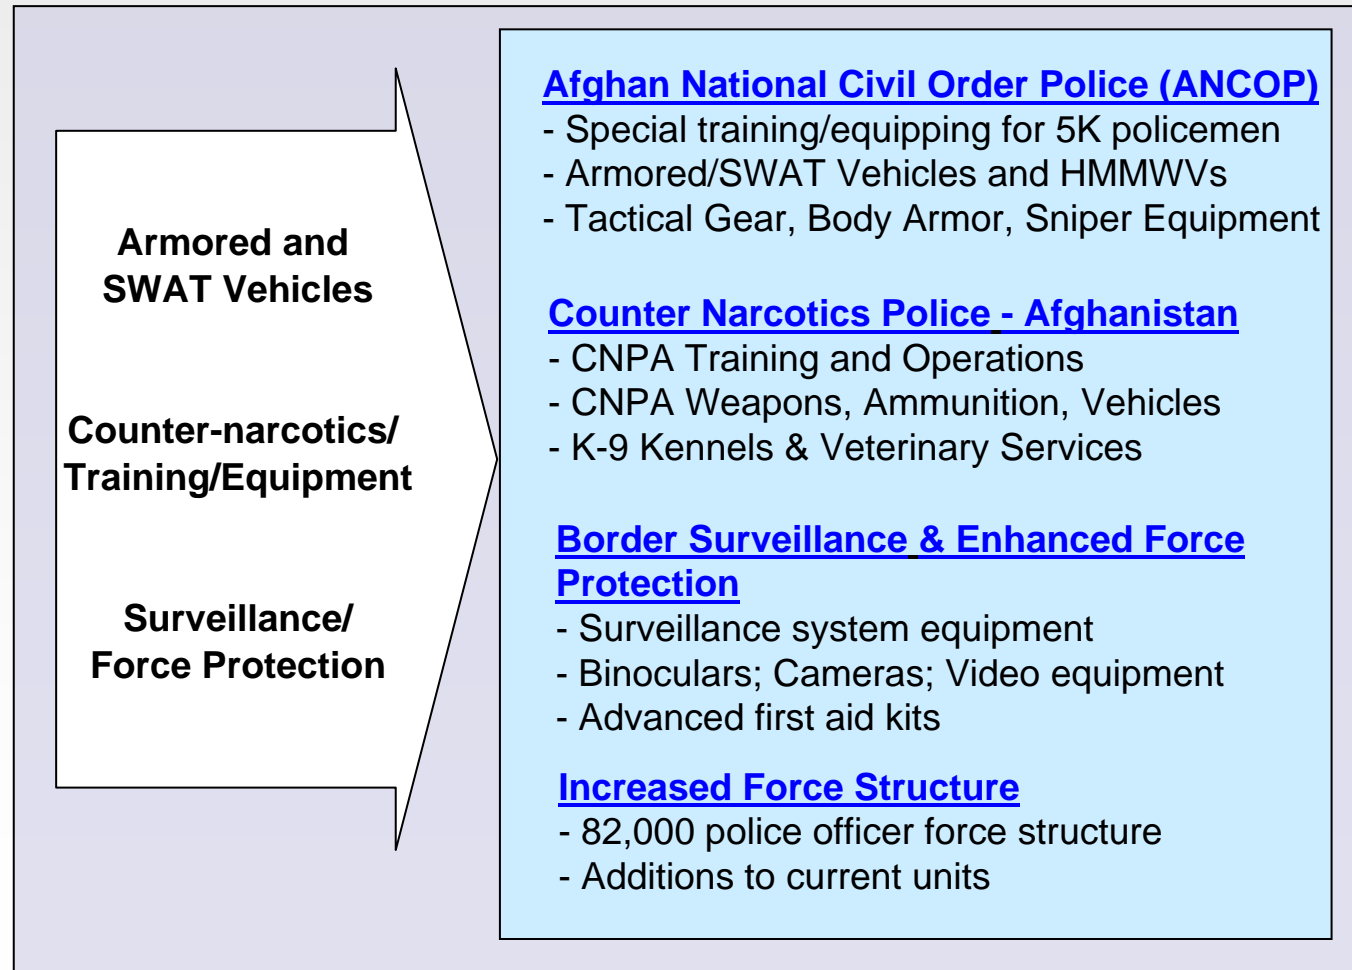 Armored and
SWAT Vehicles
Counter-narcotics/
Training/Equipment
Surveillance/
Force Protection
Afghan National Civil Order Police (ANCOP)
- Special training/equipping for 5K policemen
- Armored/SWAT Vehicles and HMMWVs
- Tactical Gear, Body Armor, Sniper Equipment
Counter Narcotics Police - Afghanistan
- CNPA Training and Operations
- CNPA Weapons, Ammunition, Vehicles
- K-9 Kennels & Veterinary Services
Border Surveillance & Enhanced Force
Protection
- Surveillance system equipment
- Binoculars; Cameras; Video equipment
- Advanced first aid kits
Increased Force Structure
- 82,000 police officer force structure
- Additions to current units